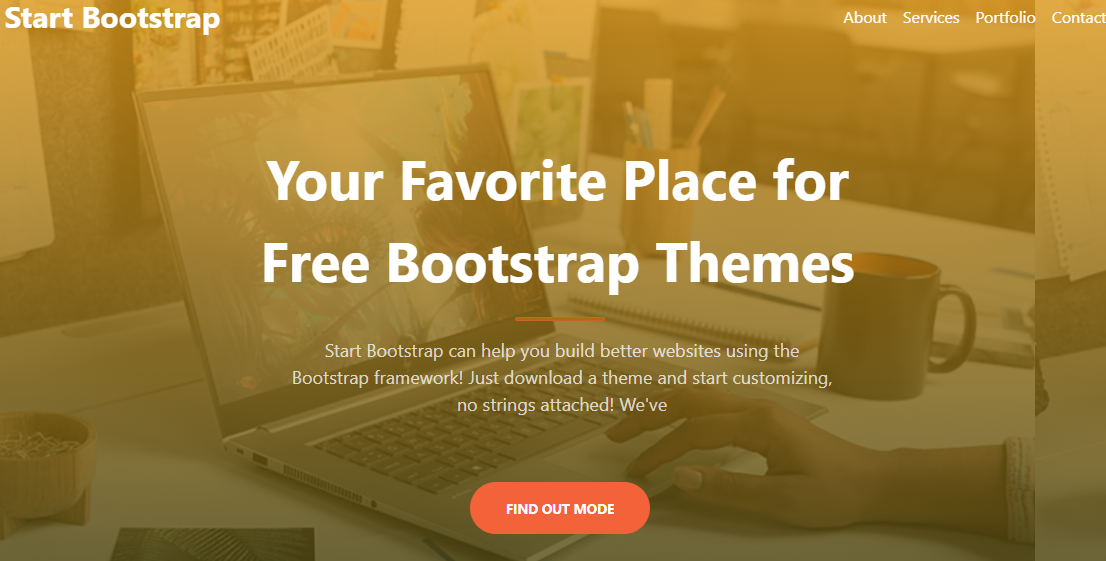 Start Bootstrap
About Services Portfolio Contact
Your Favorite Place for
Free Bootstrap Themes
Start Bootstrap can help you build better websites using the
Bootstrap framework! Just download a theme and start customizing,
no strings attached! We've
FIND OUT MODE